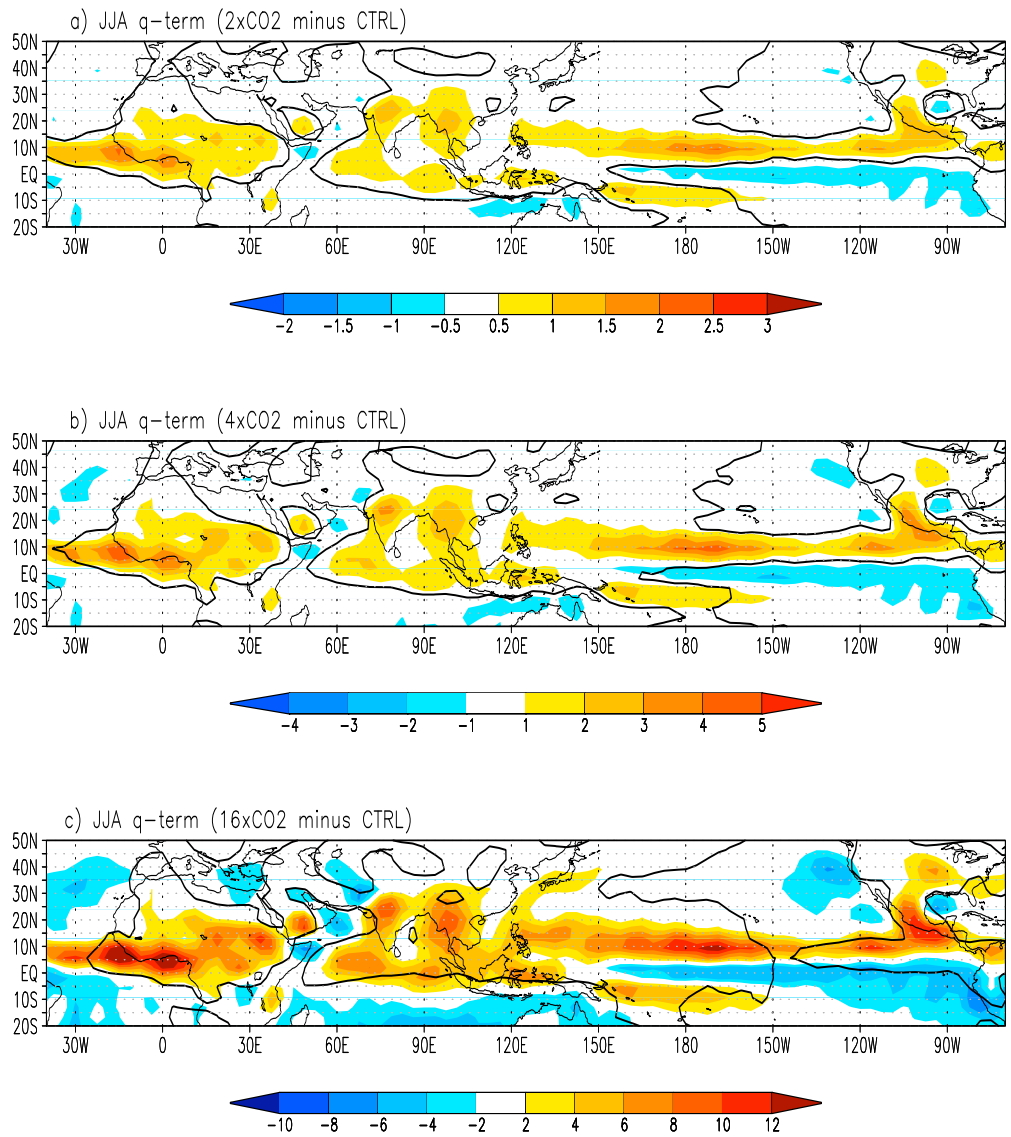 a) JJA q-term (2xCO2 minus CTRL)
50N
40N
30N
20N
10N
EQ
10S
20S
30W 0 30E 60E 90E 120E 150E 180 150W 120W 90W
-2 -1.5 -1 -0.5 0.5 1 1.5 2 2.5 3
b) JJA q-term (4xCO2 minus CTRL)
50N
40N
30N
20N
10N
EQ
10S
20S
30W 0 30E 60E 90E 120E 150E 180 150W 120W 90W
-4 -3 -2 -1 1 2 3 4 5
c) JJA q-term (16xCO2 minus CTRL)
50N
40N
30N
20N
10N
EQ
10S
20S
30W 0 30E 60E 90E 120E 150E 180 150W 120W 90W
-10 -8 -6 -4 -2 2 4 6 8 10 12